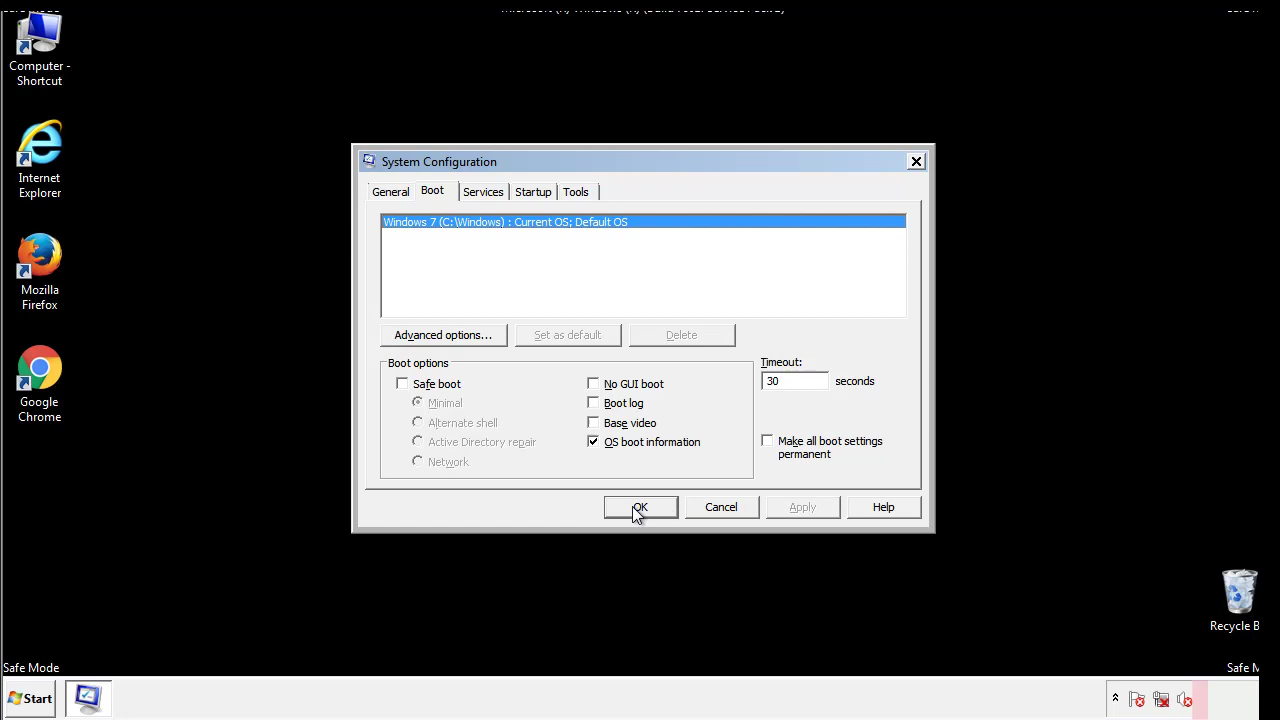 Computer -
Shortcut
Internet
Explorer
Mozilla
Firefox
Google
Chrome
System Configuration
General Boot Services Startup Tools
Windows 7 (C:\Windows) : Current OS; Default OS
Advanced options... Set as default Delete
Boot options
Timeout:
30 seconds
Safe boot
Minimal
Alternate shell
Active Directory repair
Network
No GUI boot
Boot log
Base video
OS boot information
Make all boot settings
permanent
OK Cancel Apply Help
Recycle B
Safe Mode
Safe M
Start